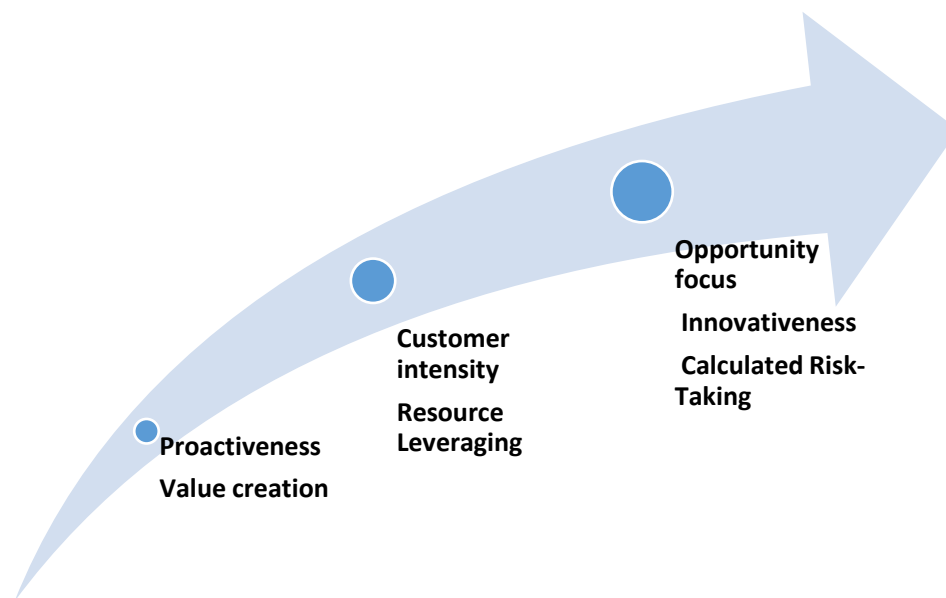 Opportunity
focus
Innovativeness
Calculated Risk-
Taking
Customer
intensity
Resource
Leveraging
Proactiveness
Value creation